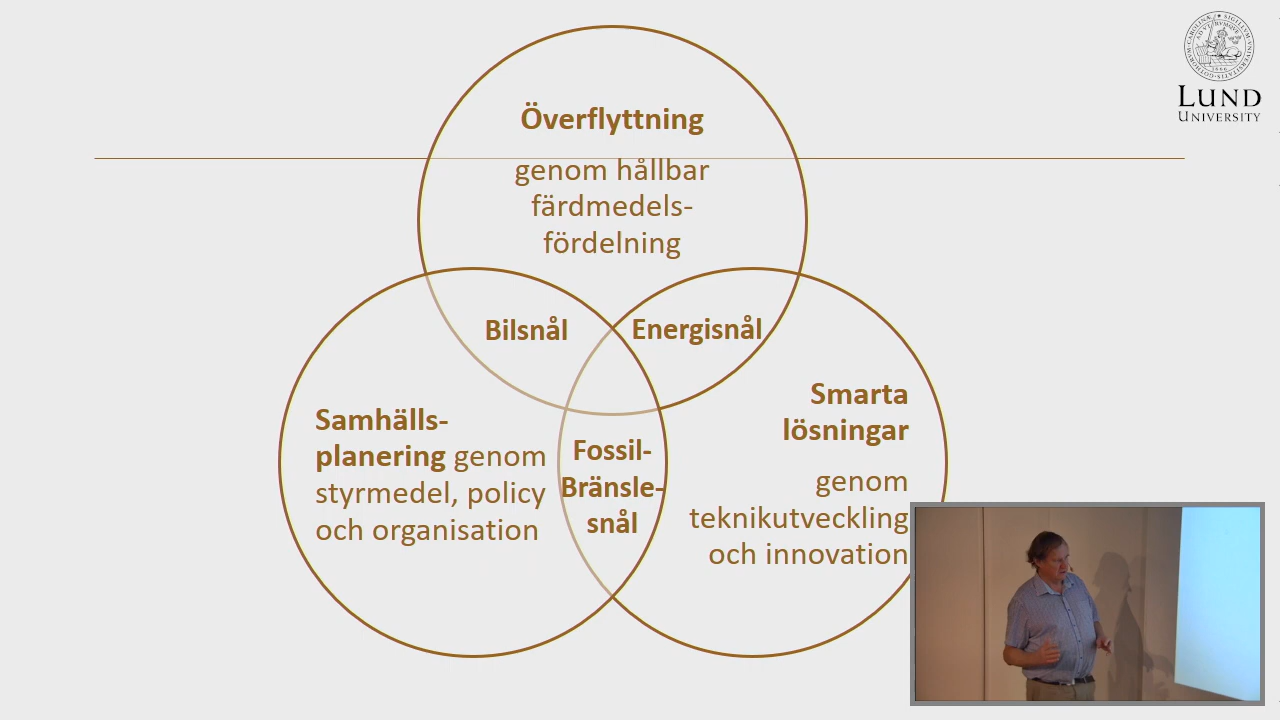 LUND
UNIVERSITY
Överflyttning
genom hållbar
färdmedels-
fördelning
Bilsnål
Energisnål
Samhälls-
planering genom
styrmedel, policy
och organisation
Fossil-
Bränsle-
snål
Smarta
lösningar
genom
teknikutveckling
och innovation